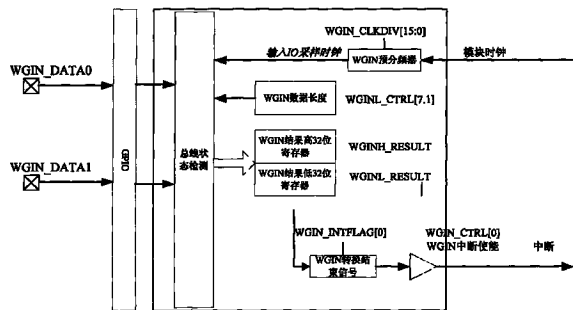 WGIN_CLKDIV[15:0]
输入IO采样时钟
WGIN预分频器
模块时钟
WGIN_DATA0
WGIN数据长度
WGINL_CTRL[7,1]
GPIO
总线状
态检测
WGIN结果高32位
寄存器
WGINH_RESULT
WGIN_DATA1
WGIN结果低32位
寄存器
WGINL_RESULT
WGIN_INTFLAG[0]
WGIN_CTRL[0]
WGIN中断使能
中断
WGIN转换结
束信号